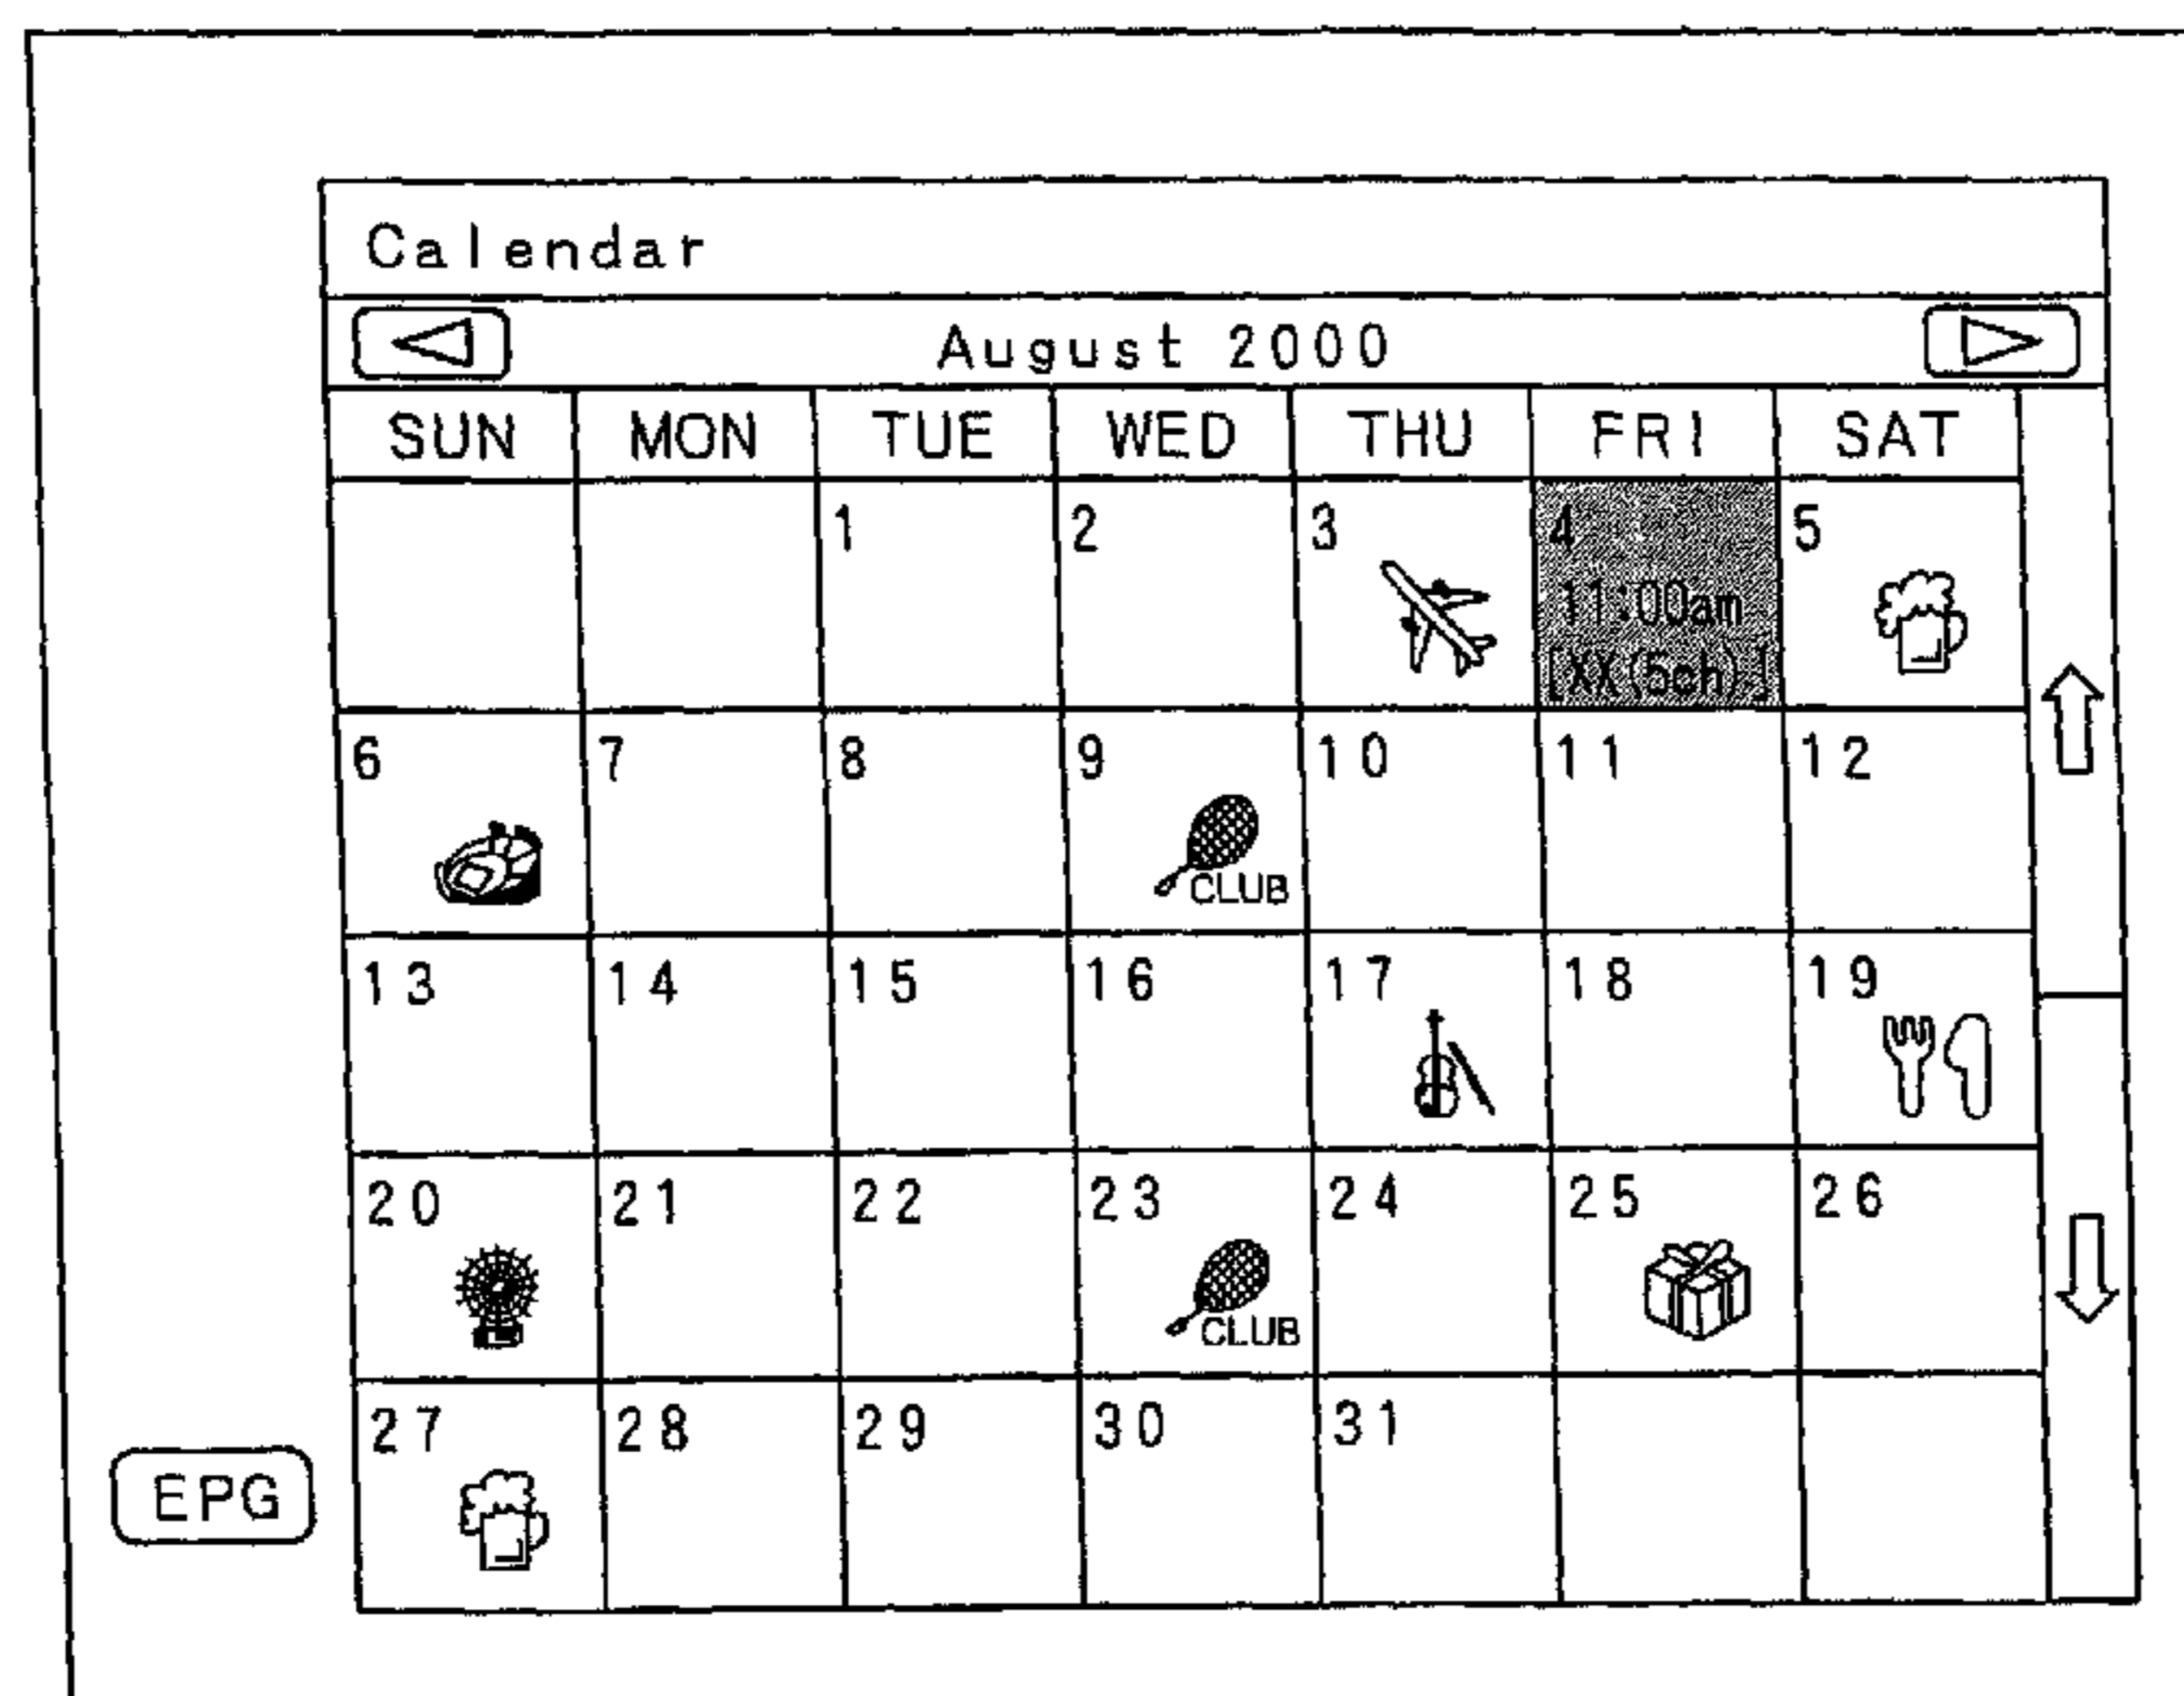 Calendar
August 2000
SUN MON TUE WED THU FRI SAT
1 2 3 4 5
11:00am
[XX(5ch)]
6 7 8 9 10 11 12
CLUB
13 14 15 16 17 18 19
20 21 22 23 24 25 26
CLUB
27 28 29 30 31
EPG